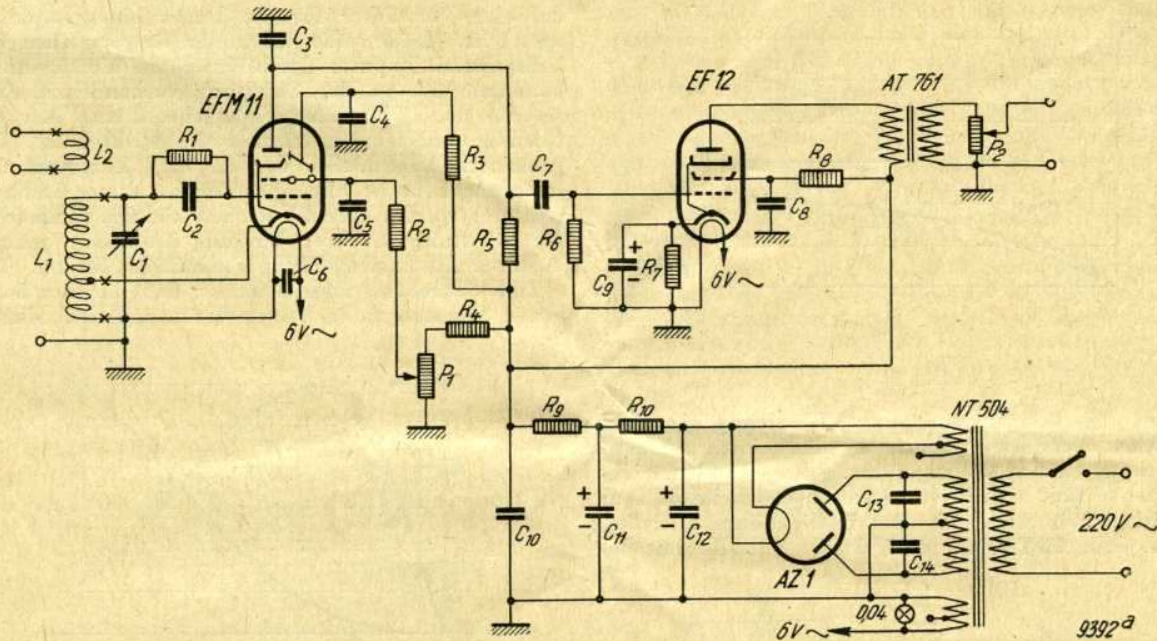 C3
EFM 11
C4
EF 12
AT 761
L2
R1
C2
R3
C7
R8
P2
L1
C1
C5
R2
R5
R6
C8
C6
C9
+
-
R7
6V~
6V~
R4
P1
R9
R10
NT 504
C10
+
-
C11
+
-
C12
C13
C14
220V~
AZ 1
0,04
6V~
9392a